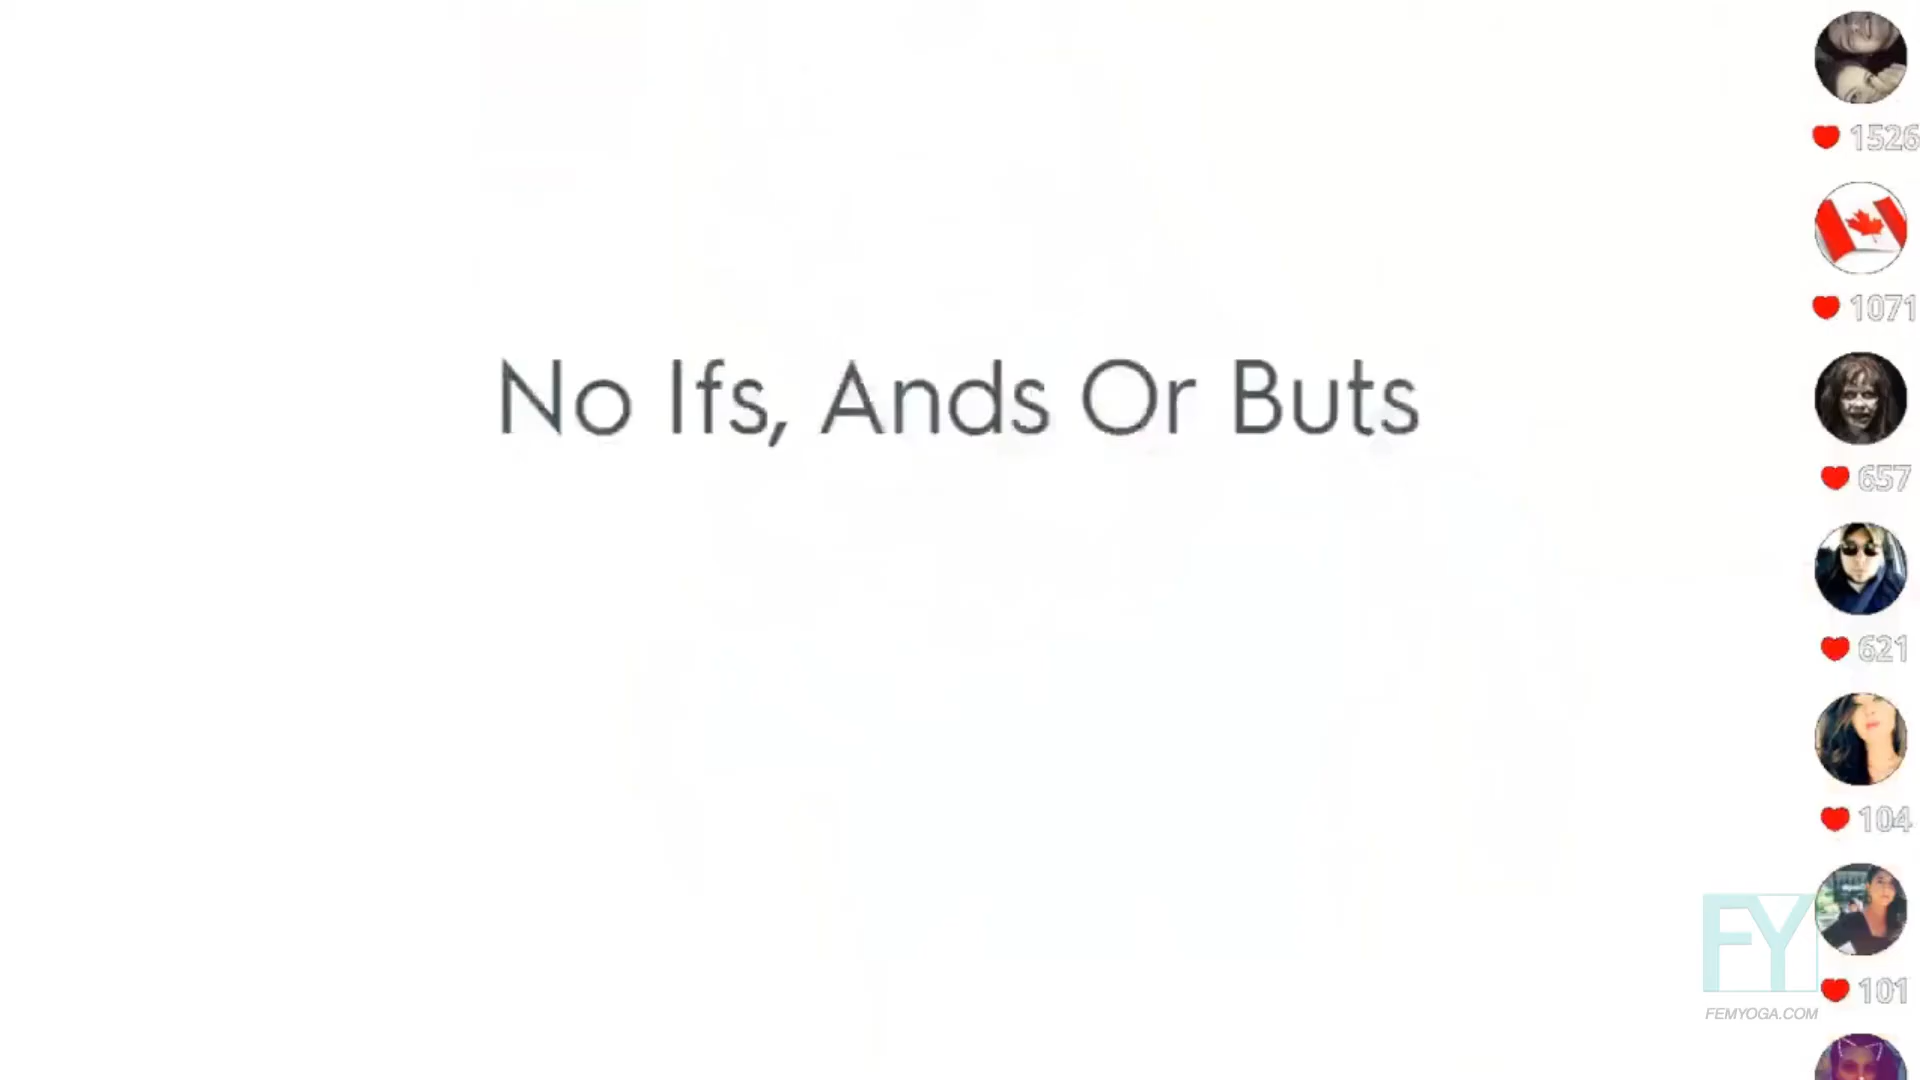 No Ifs, Ands Or Buts
1526
1071
657
621
104
101
FY
FEMYOGA.COM